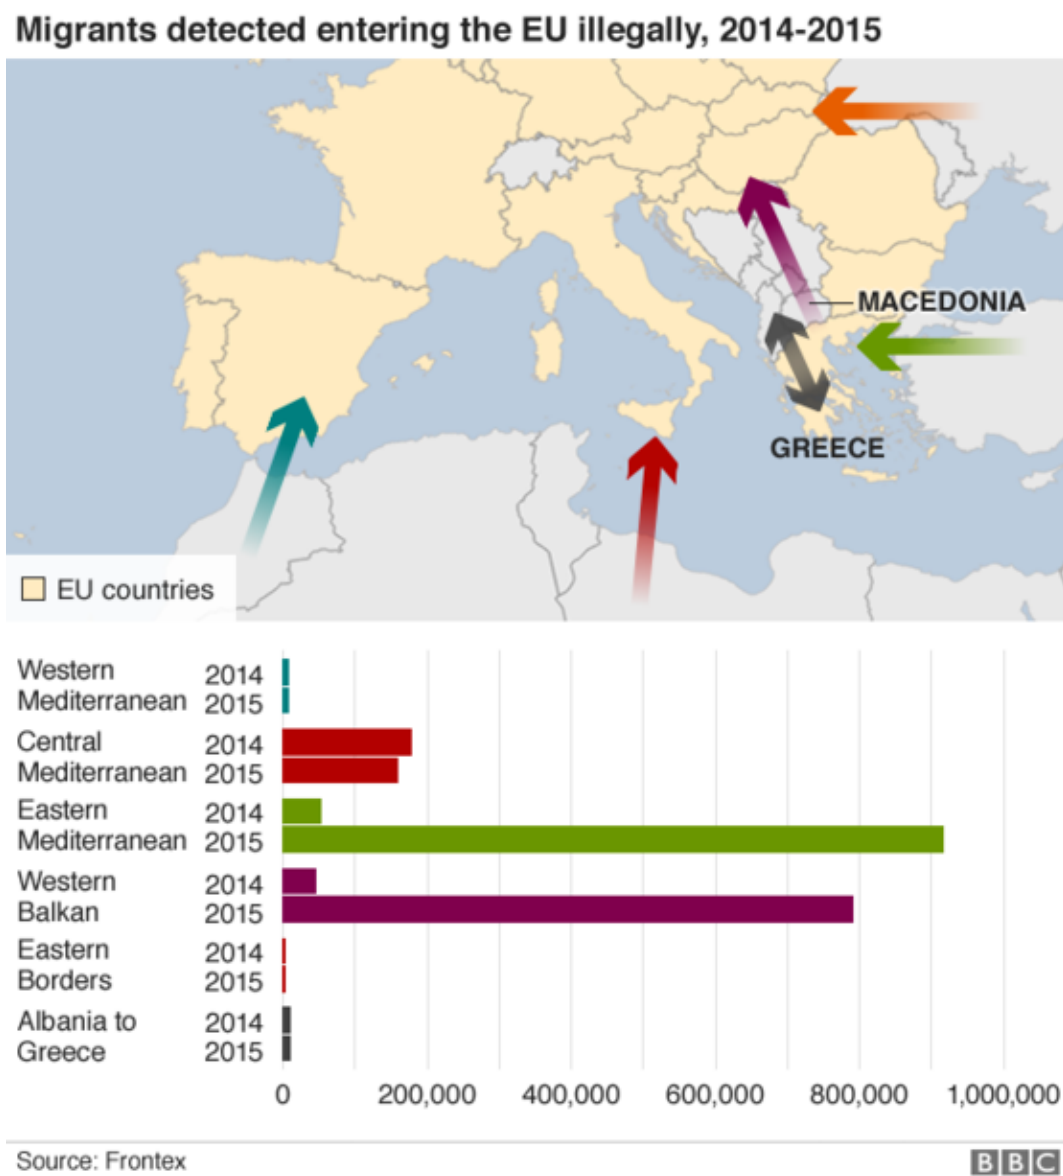 Migrants detected entering the EU illegally, 2014-2015
MACEDONIA
GREECE
EU countries
Western 2014
Mediterranean 2015
Central 2014
Mediterranean 2015
Eastern 2014
Mediterranean 2015
Western 2014
Balkan 2015
Eastern 2014
Borders 2015
Albania to 2014
Greece 2015
0 200,000 400,000 600,000 800,000 1,000,000
Source: Frontex BBC